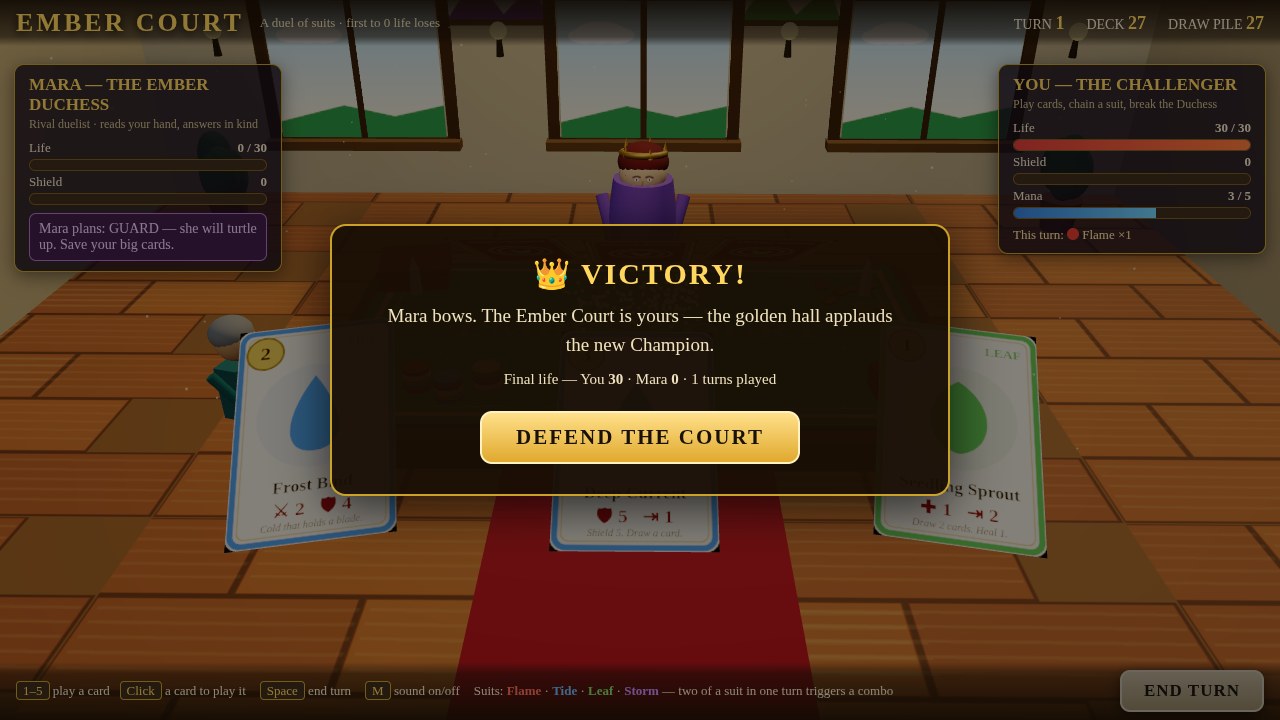 EMBER COURT
A duel of suits · first to 0 life loses
TURN 1 DECK 27 DRAW PILE 27
MARA — THE EMBER
DUCHESS
Rival duelist · reads your hand, answers in kind
Life 0 / 30
Shield 0
Mara plans: GUARD — she will turtle
up. Save your big cards.
YOU — THE CHALLENGER
Play cards, chain a suit, break the Duchess
Life 30 / 30
Shield 0
Mana 3 / 5
This turn: Flame ×1
👑 VICTORY!
Mara bows. The Ember Court is yours — the golden hall applauds
the new Champion.
Final life — You 30 · Mara 0 · 1 turns played
DEFEND THE COURT
2
Frost
⚔ 2 🛡 4
Cold that holds a blade.
Deep Current
🛡 5 ⇥ 1
Shield 5. Draw a card.
1
LEAF
Sprout
✚ 1 ⇥ 2
Draw 2 cards. Heal 1.
1–5 play a card Click a card to play it Space end turn M sound on/off Suits: Flame · Tide · Leaf · Storm — two of a suit in one turn triggers a combo
END TURN